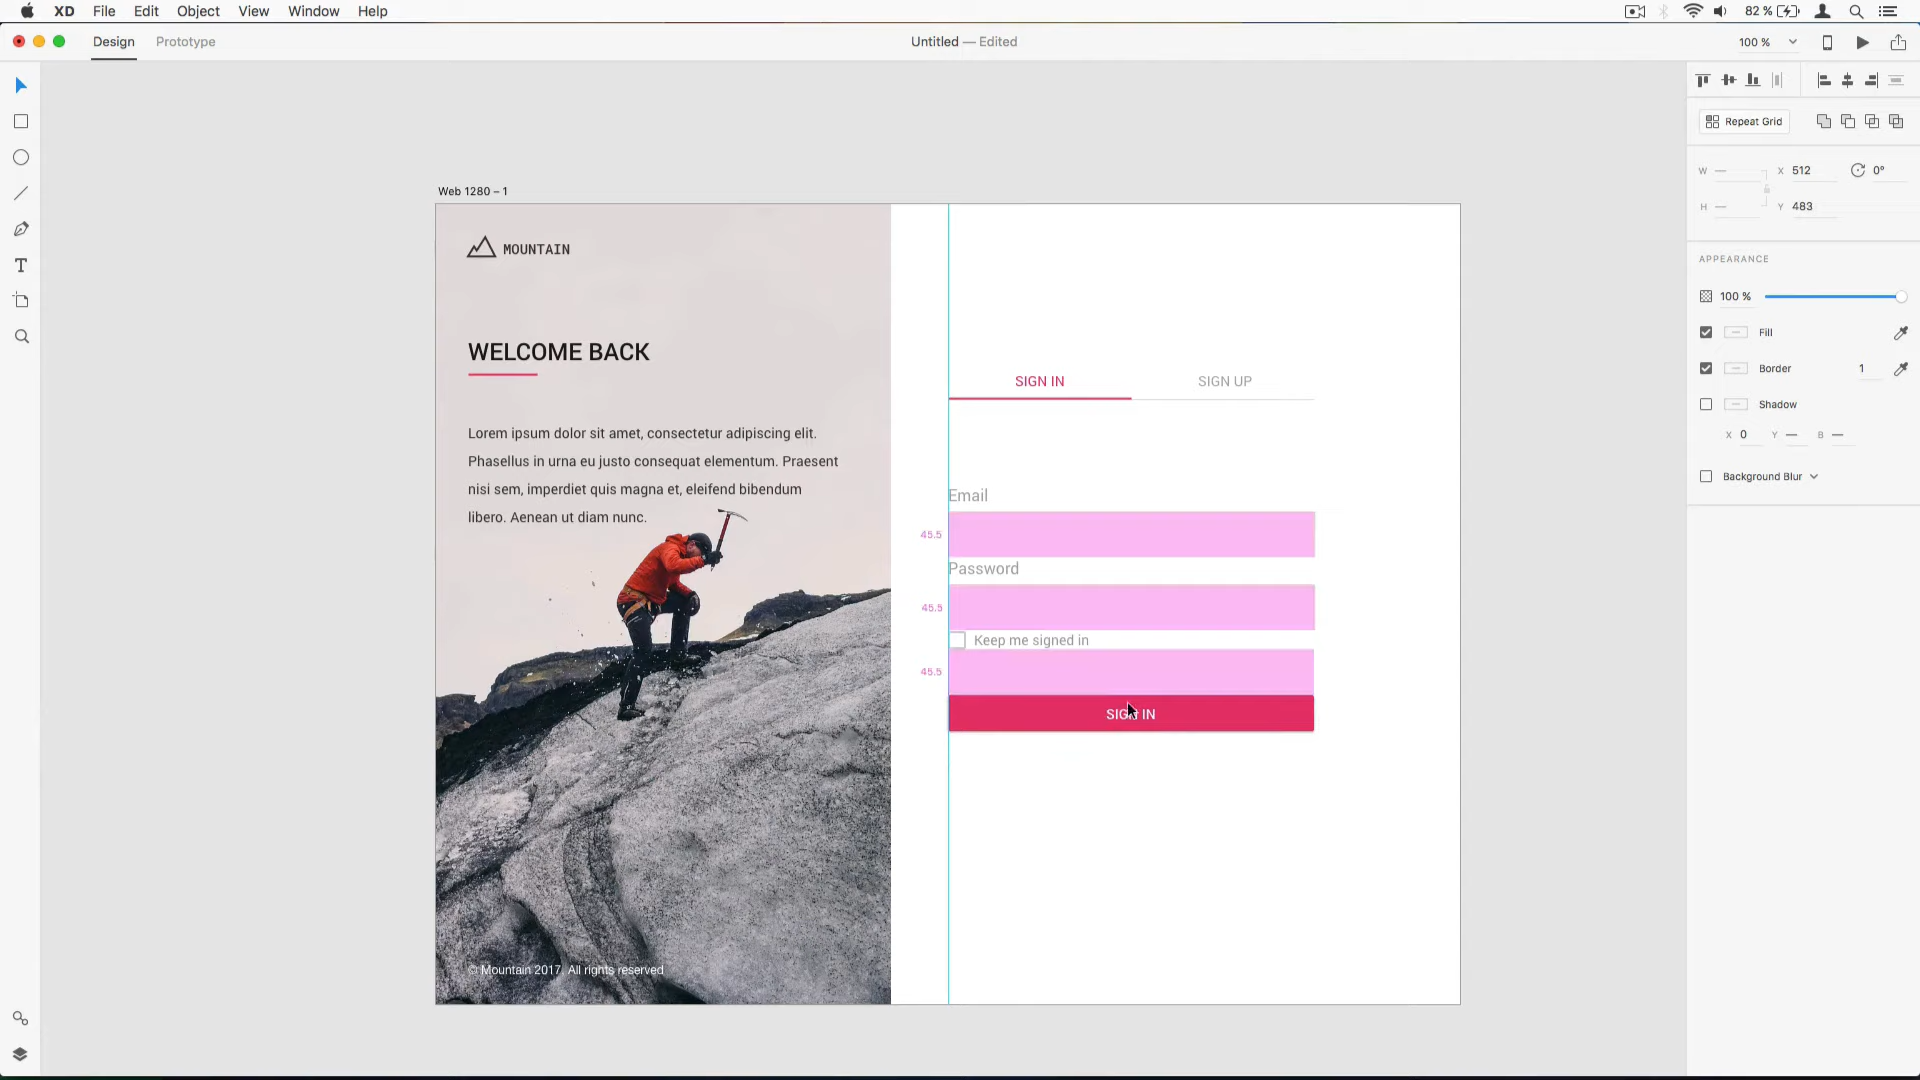 XD File Edit Object View Window Help
82 %
Design Prototype
Untitled — Edited
100 %
Repeat Grid
W — X 512 0°
H — Y 483
APPEARANCE
100 %
Fill
Border 1
Shadow
X 0 Y — B —
Background Blur
Web 1280 – 1
MOUNTAIN
WELCOME BACK
Lorem ipsum dolor sit amet, consectetur adipiscing elit.
Phasellus in urna eu justo consequat elementum. Praesent
nisi sem, imperdiet quis magna et, eleifend bibendum
libero. Aenean ut diam nunc.
© Mountain 2017. All rights reserved
SIGN IN SIGN UP
Email
45.5
Password
45.5
Keep me signed in
45.5
SIGN IN